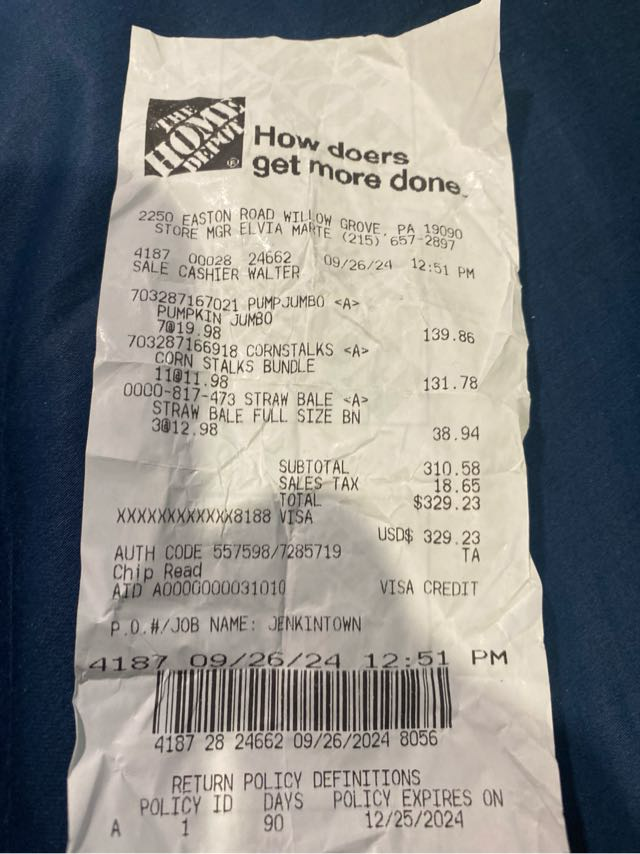 THE
HOME
DEPOT®
How doers
get more done.
2250 EASTON ROAD WILLOW GROVE, PA 19090
STORE MGR ELVIA MARTE (215) 657-2897
4187 00028 24662 09/26/24 12:51 PM
SALE CASHIER WALTER
703287167021 PUMPJUMBO <A>
PUMPKIN JUMBO
7@19.98 139.86
703287166918 CORNSTALKS <A>
CORN STALKS BUNDLE
11@11.98 131.78
0000-817-473 STRAW BALE <A>
STRAW BALE FULL SIZE BN
3@12.98 38.94
SUBTOTAL 310.58
SALES TAX 18.65
TOTAL $329.23
XXXXXXXXXXXX8188 VISA
USD$ 329.23
AUTH CODE 557598/7285719 TA
Chip Read
AID A0000000031010 VISA CREDIT
P.O.#/JOB NAME: JENKINTOWN
4187 09/26/24 12:51 PM
4187 28 24662 09/26/2024 8056
RETURN POLICY DEFINITIONS
POLICY ID DAYS POLICY EXPIRES ON
A 1 90 12/25/2024